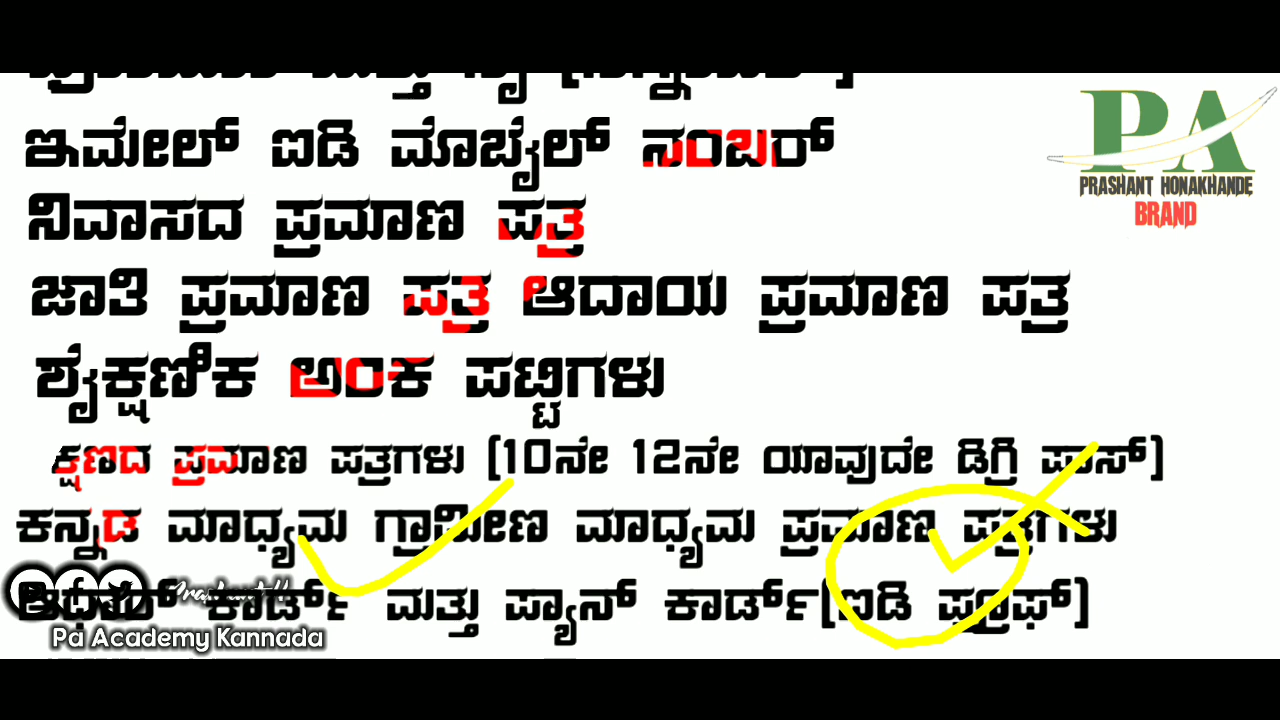 ಇಮೇಲ್ ಐಡಿ ಮೊಬೈಲ್ ನಂಬರ್
ನಿವಾಸದ ಪ್ರಮಾಣ ಪತ್ರ
ಜಾತಿ ಪ್ರಮಾಣ ಪತ್ರ ಆದಾಯ ಪ್ರಮಾಣ ಪತ್ರ
ಶೈಕ್ಷಣಿಕ ಅಂಕ ಪಟ್ಟಿಗಳು
ಕ್ಷಣದ ಪ್ರಮಾಣ ಪತ್ರಗಳು [10ನೇ 12ನೇ ಯಾವುದೇ ಡಿಗ್ರಿ ಪಾಸ್]
ಕನ್ನಡ ಮಾಧ್ಯಮ ಗ್ರಾಮೀಣ ಮಾಧ್ಯಮ ಪ್ರಮಾಣ ಪತ್ರಗಳು
ಕಾರ್ಡ್ ಮತ್ತು ಪ್ಯಾನ್ ಕಾರ್ಡ್[ಐಡಿ ಪ್ರೂಫ್]
Pa Academy Kannada
PA
PRASHANT HONAKHANDE
BRAND